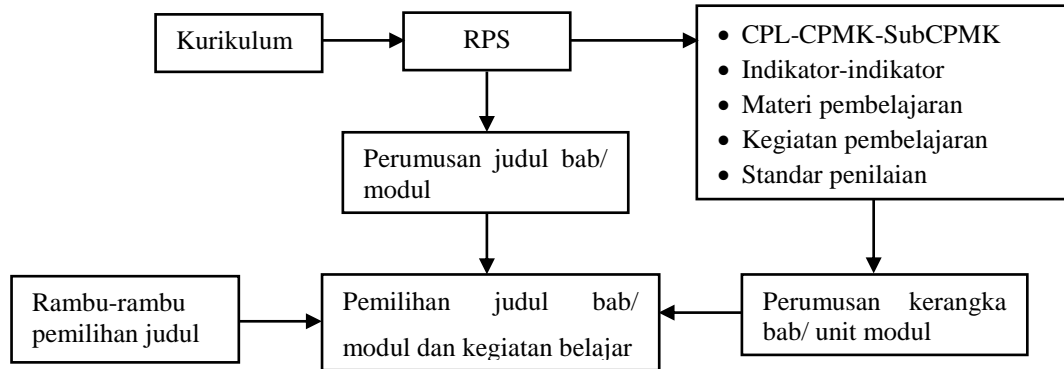 Kurikulum
RPS
• CPL-CPMK-SubCPMK
• Indikator-indikator
• Materi pembelajaran
• Kegiatan pembelajaran
• Standar penilaian
Perumusan judul bab/
modul
Rambu-rambu
pemilihan judul
Pemilihan judul bab/
modul dan kegiatan belajar
Perumusan kerangka
bab/ unit modul